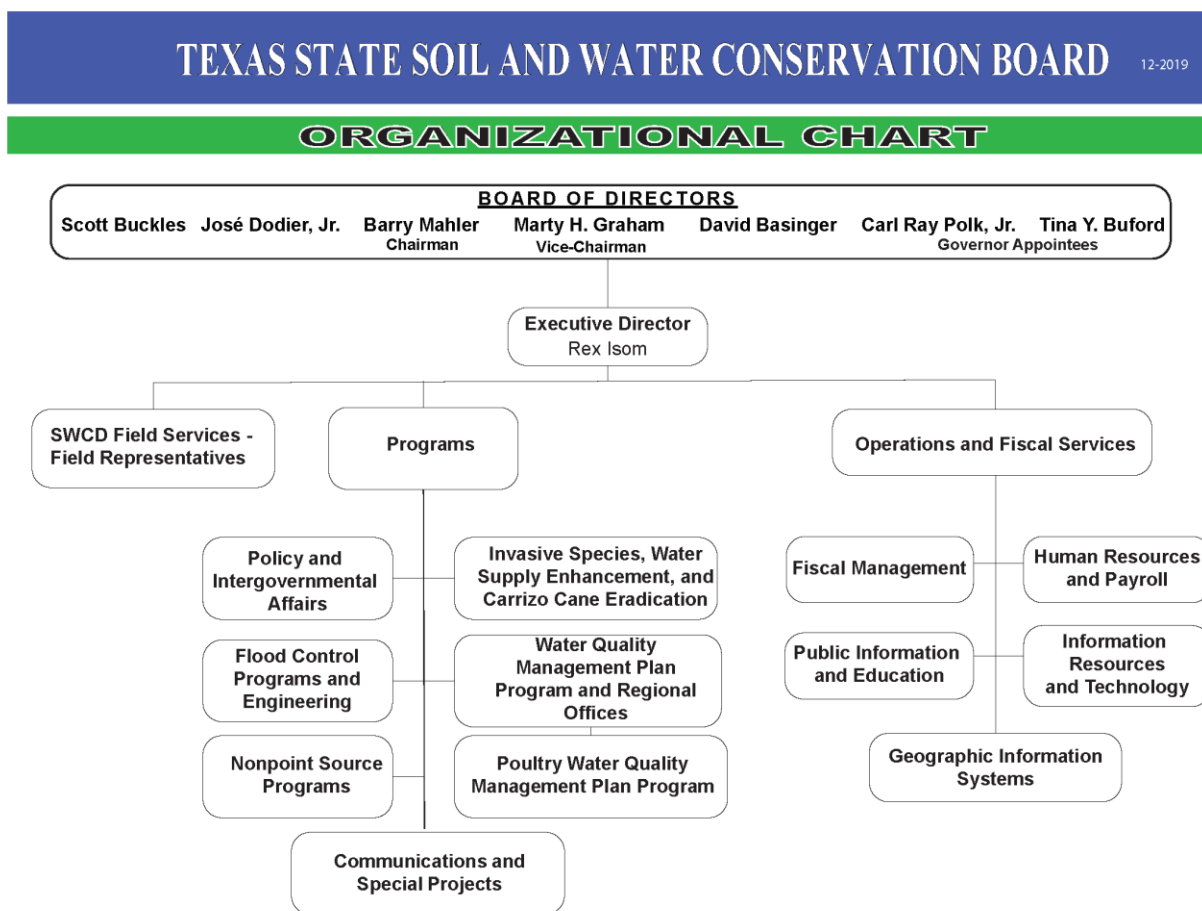 TEXAS STATE SOIL AND WATER CONSERVATION BOARD 12-2019
ORGANIZATIONAL CHART
BOARD OF DIRECTORS
Scott Buckles José Dodier, Jr. Barry Mahler Marty H. Graham David Basinger Carl Ray Polk, Jr. Tina Y. Buford
Chairman Vice-Chairman Governor Appointees
Executive Director
Rex Isom
SWCD Field Services -
Field Representatives
Programs
Operations and Fiscal Services
Policy and
Intergovernmental
Affairs
Invasive Species, Water
Supply Enhancement, and
Carrizo Cane Eradication
Fiscal Management
Human Resources
and Payroll
Flood Control
Programs and
Engineering
Water Quality
Management Plan
Program and Regional
Offices
Public Information
and Education
Information
Resources
and Technology
Nonpoint Source
Programs
Poultry Water Quality
Management Plan Program
Geographic Information
Systems
Communications and
Special Projects